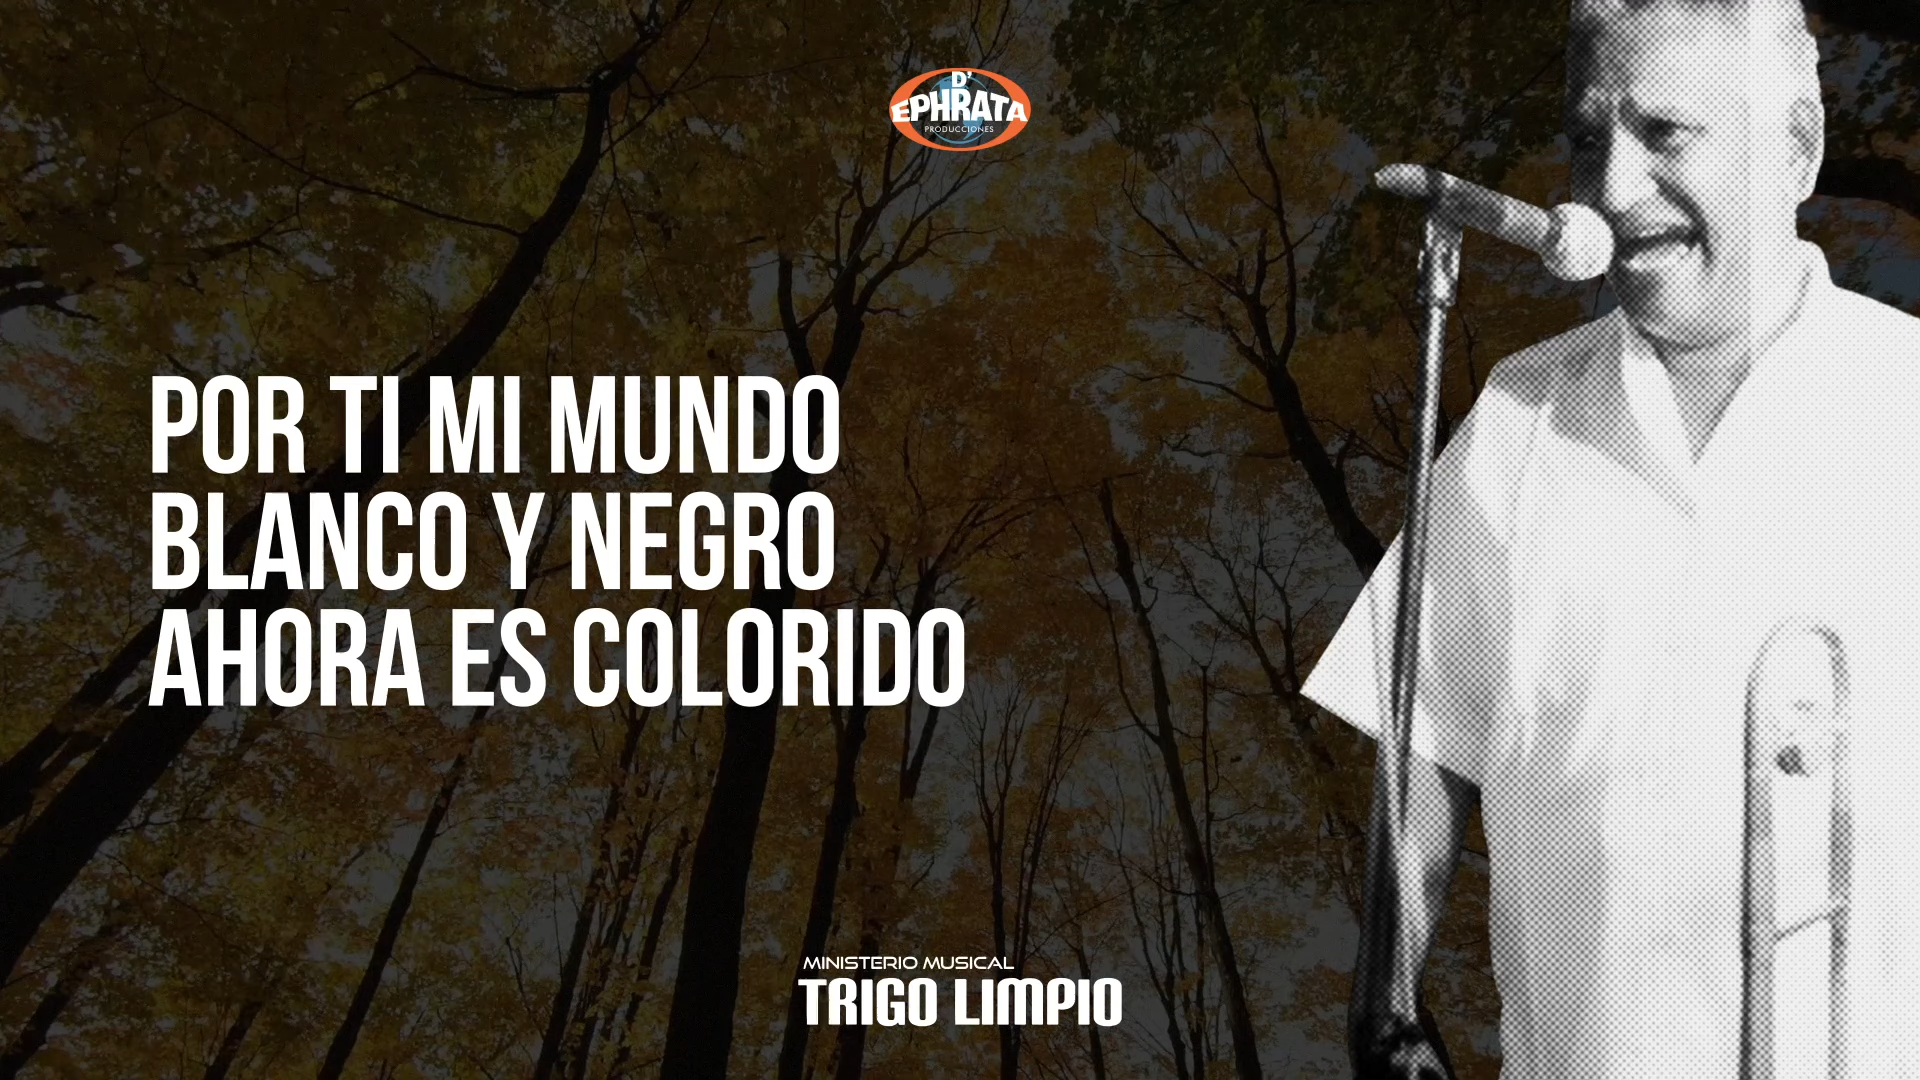 D'
EPHRATA
PRODUCCIONES
POR TI MI MUNDO
BLANCO Y NEGRO
AHORA ES COLORIDO
MINISTERIO MUSICAL
TRIGO LIMPIO